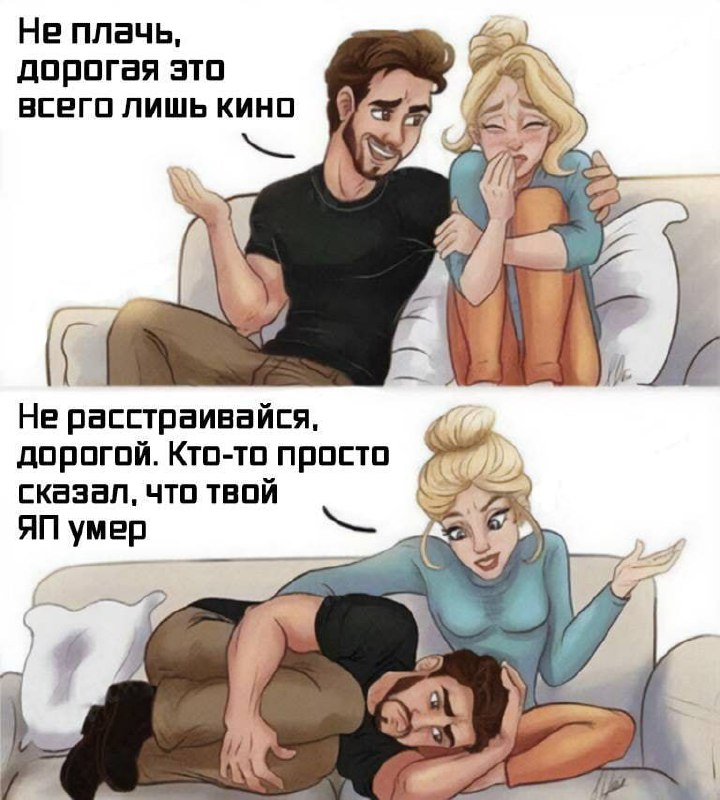 Не плачь,
дорогая это
всего лишь кино
Не расстраивайся,
дорогой. Кто-то просто
сказал, что твой
ЯП умер